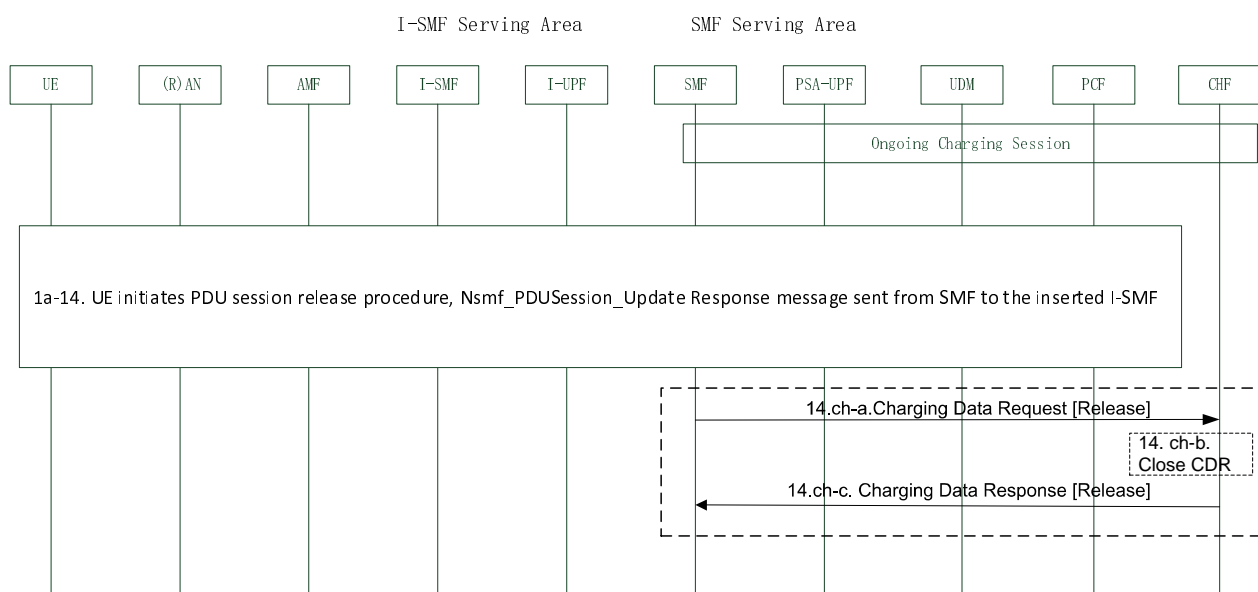 I-SMF Serving Area
SMF Serving Area
UE
(R)AN
AMF
I-SMF
I-UPF
SMF
PSA-UPF
UDM
PCF
CHF
Ongoing Charging Session
1a-14. UE initiates PDU session release procedure, Nsmf_PDUSession_Update Response message sent from SMF to the inserted I-SMF
14.ch-a.Charging Data Request [Release]
14. ch-b.
Close CDR
14.ch-c. Charging Data Response [Release]